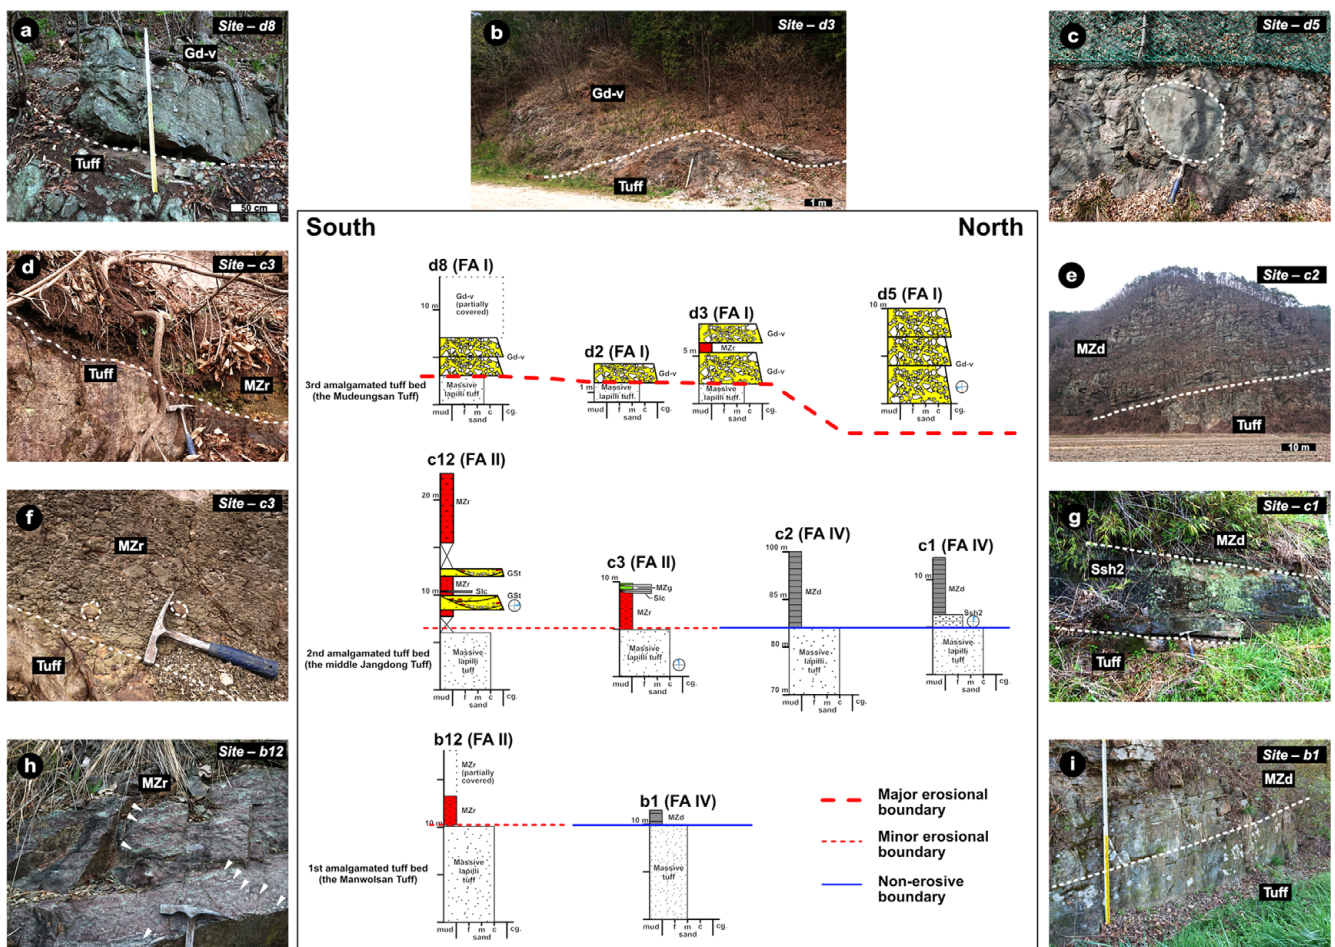 a
Site – d8
Gd-v
Tuff
50 cm
b
Site – d3
Gd-v
Tuff
1 m
c
Site – d5
d
Site – c3
Tuff
MZr
e
Site – c2
MZd
Tuff
10 m
f
Site – c3
MZr
Tuff
g
Site – c1
MZd
Ssh2
Tuff
h
Site – b12
MZr
i
Site – b1
MZd
Tuff
South
North
d8 (FA I)
10 m
Gd-v
(partially
covered)
Gd-v
Massive
lapilli tuff
mud
f m c
sand
cg.
d2 (FA I)
1 m
Gd-v
Massive
lapilli tuff.
mud
f m c
sand
cg.
d3 (FA I)
5 m
Gd-v
MZr
Gd-v
Massive
lapilli tuff.
mud
f m c
sand
cg.
d5 (FA I)
10 m
Gd-v
mud
f m c
sand
cg.
3rd amalgamated tuff bed
(the Mudeungsan Tuff)
c12 (FA II)
20 m
MZr
GSt
MZr
Slc
10 m
GSt
Massive
lapilli
tuff
mud
f m c
sand
cg.
c3 (FA II)
10 m
MZg
Slc
MZr
Massive
lapilli tuff
mud
f m c
sand
cg.
c2 (FA IV)
100 m
85 m
MZd
80 m
Massive
lapilli
tuff
70 m
mud
f m c
sand
cg.
c1 (FA IV)
10 m
MZd
Ssh2
Massive
lapilli
tuff
mud
f m c
sand
cg.
2nd amalgamated tuff bed
(the middle Jangdong Tuff)
b12 (FA II)
MZr
(partially
covered)
MZr
10 m
Massive
lapilli
tuff
mud
f m c
sand
cg.
b1 (FA IV)
10 m
MZd
Massive
tuff
mud
f m c
sand
cg.
1st amalgamated tuff bed
(the Manwolsan Tuff)
Major erosional
boundary
Minor erosional
boundary
Non-erosive
boundary